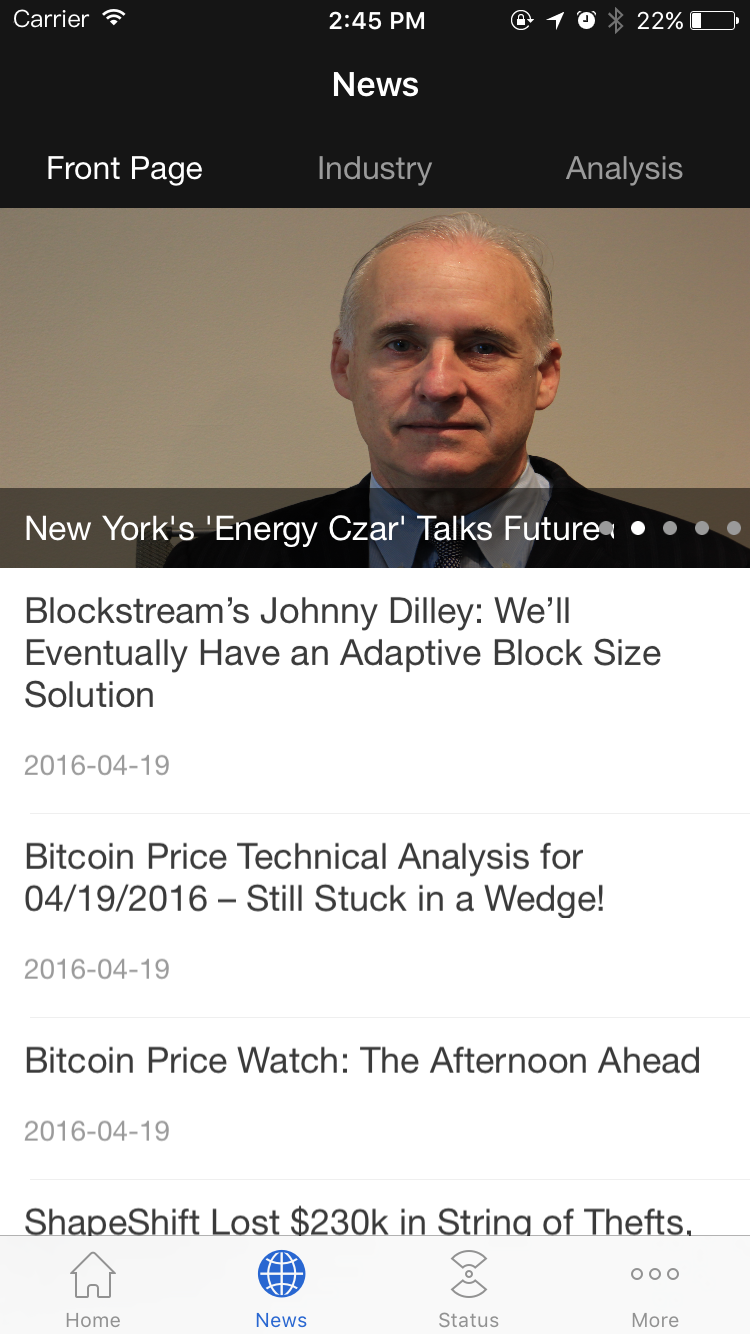 Carrier 2:45 PM 22%
News
Front Page Industry Analysis
New York's 'Energy Czar' Talks Future
Blockstream’s Johnny Dilley: We’ll
Eventually Have an Adaptive Block Size
Solution
2016-04-19
Bitcoin Price Technical Analysis for
04/19/2016 – Still Stuck in a Wedge!
2016-04-19
Bitcoin Price Watch: The Afternoon Ahead
2016-04-19
ShapeShift Lost $230k in String of Thefts,
Home News Status More